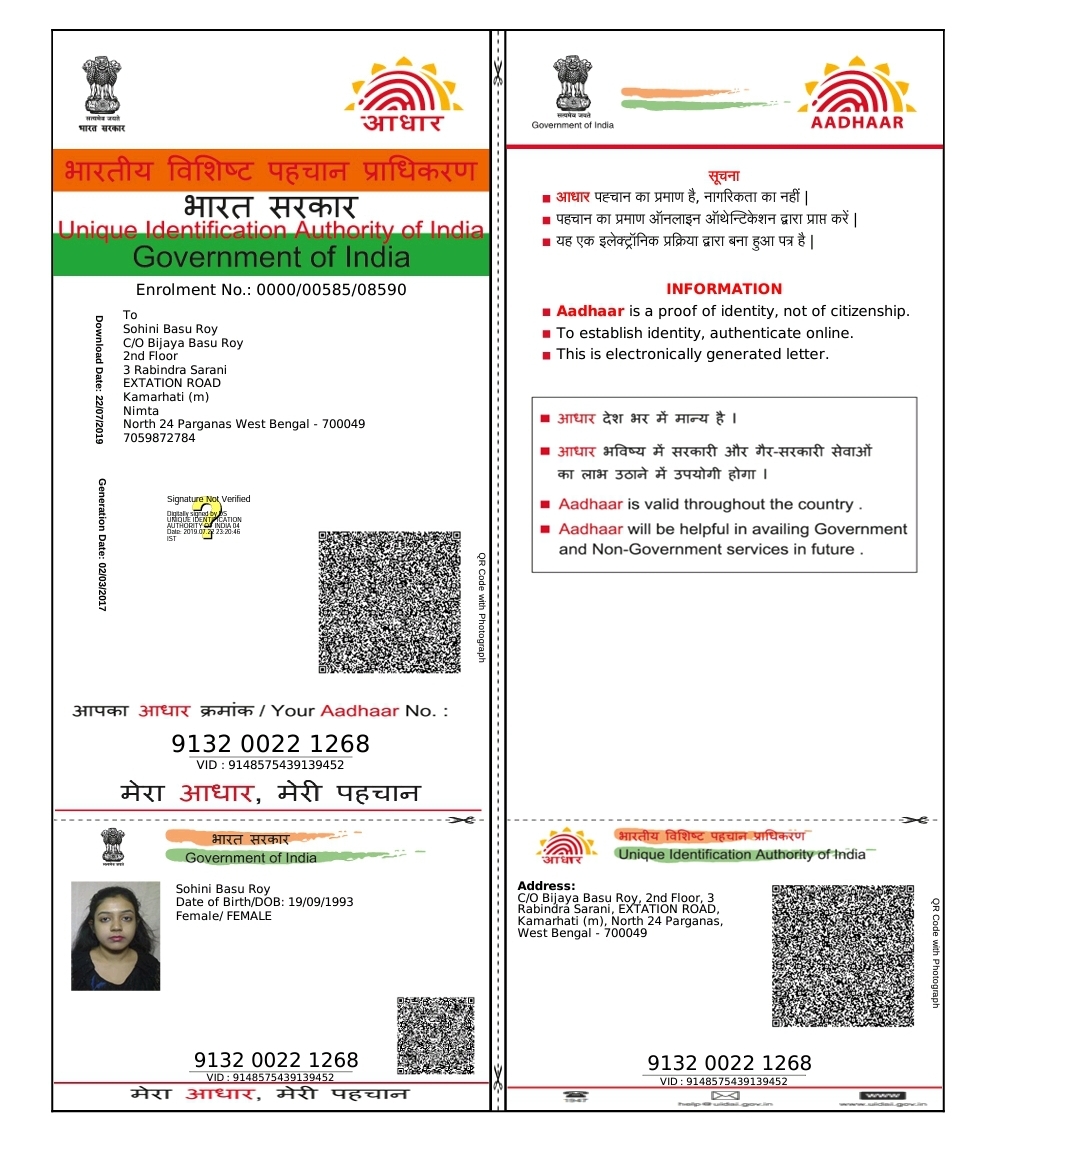 सत्यमेव जयते
भारत सरकार
आधार
भारतीय विशिष्ट पहचान प्राधिकरण
भारत सरकार
Unique Identification Authority of India
Government of India
Enrolment No.: 0000/00585/08590
Download Date: 22/07/2019
To
Sohini Basu Roy
C/O Bijaya Basu Roy
2nd Floor
3 Rabindra Sarani
EXTATION ROAD
Kamarhati (m)
Nimta
North 24 Parganas West Bengal - 700049
7059872784
Generation Date: 02/03/2017
Signature Not Verified
Digitally signed by DS
UNIQUE IDENTIFICATION
AUTHORITY OF INDIA 04
Date: 2019.07.22 23:20:46
IST
QR Code with Photograph
आपका आधार क्रमांक / Your Aadhaar No. :
9132 0022 1268
VID : 9148575439139452
मेरा आधार, मेरी पहचान
भारत सरकार
Government of India
Sohini Basu Roy
Date of Birth/DOB: 19/09/1993
Female/ FEMALE
9132 0022 1268
VID : 9148575439139452
मेरा आधार, मेरी पहचान
सत्यमेव जयते
Government of India
AADHAAR
सूचना
आधार पहचान का प्रमाण है, नागरिकता का नहीं |
पहचान का प्रमाण ऑनलाइन ऑथेन्टिकेशन द्वारा प्राप्त करें |
यह एक इलेक्ट्रॉनिक प्रक्रिया द्वारा बना हुआ पत्र है |
INFORMATION
Aadhaar is a proof of identity, not of citizenship.
To establish identity, authenticate online.
This is electronically generated letter.
आधार देश भर में मान्य है ।
आधार भविष्य में सरकारी और गैर-सरकारी सेवाओं
का लाभ उठाने में उपयोगी होगा ।
Aadhaar is valid throughout the country .
Aadhaar will be helpful in availing Government
and Non-Government services in future .
आधार
भारतीय विशिष्ट पहचान प्राधिकरण
Unique Identification Authority of India
Address:
C/O Bijaya Basu Roy, 2nd Floor, 3
Rabindra Sarani, EXTATION ROAD,
Kamarhati (m), North 24 Parganas,
West Bengal - 700049
QR Code with Photograph
9132 0022 1268
VID : 9148575439139452
1947
help@uidai.gov.in
www
www.uidai.gov.in